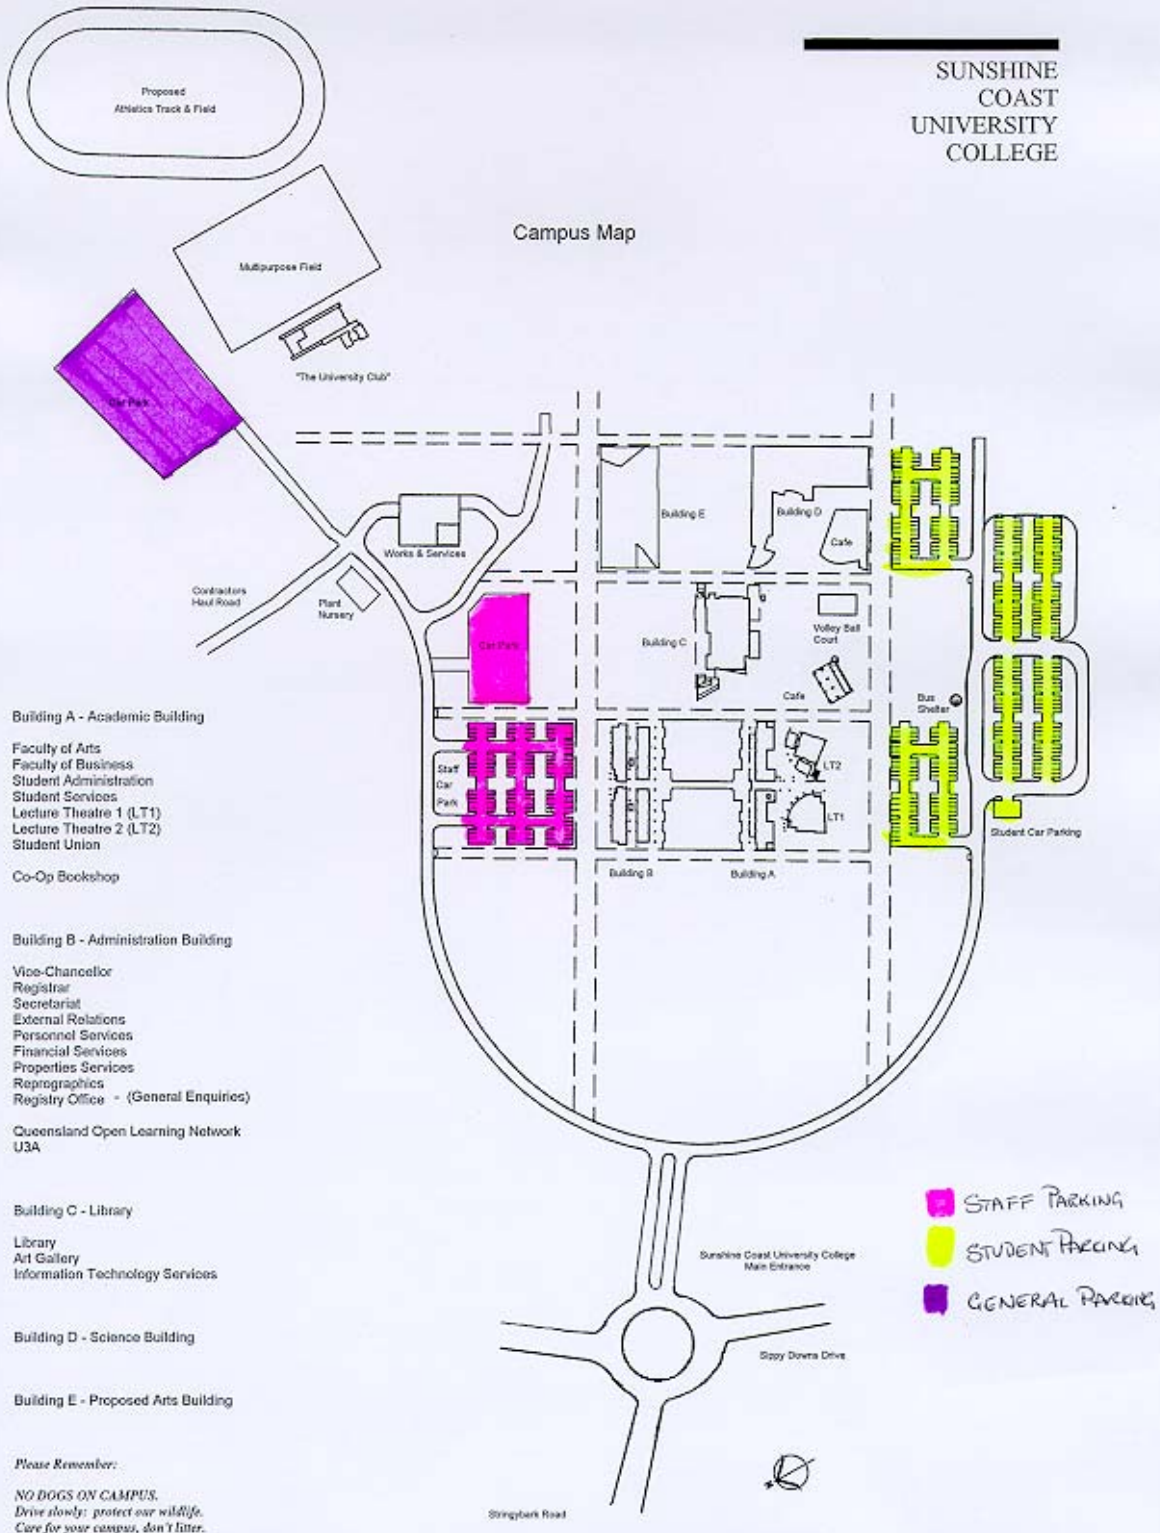 SUNSHINE
COAST
UNIVERSITY
COLLEGE
Proposed
Athletics Track & Field
Campus Map
Multipurpose Field
"The University Club"
Car Park
Building E
Building D
Cafe
Works & Services
Contractors
Haul Road
Plant
Nursery
Car Park
Building C
Volley Ball
Court
Cafe
Bus
Shelter
Staff
Car
Park
LT2
LT1
Student Car Parking
Building B
Building A
Building A - Academic Building
Faculty of Arts
Faculty of Business
Student Administration
Student Services
Lecture Theatre 1 (LT1)
Lecture Theatre 2 (LT2)
Student Union
Co-Op Bookshop
Building B - Administration Building
Vice-Chancellor
Registrar
Secretariat
External Relations
Personnel Services
Financial Services
Properties Services
Reprographics
Registry Office - (General Enquiries)
Queensland Open Learning Network
U3A
Building C - Library
Library
Art Gallery
Information Technology Services
Building D - Science Building
Building E - Proposed Arts Building
Please Remember:
NO DOGS ON CAMPUS.
Drive slowly: protect our wildlife.
Care for your campus, don't litter.
STAFF PARKING
STUDENT PARKING
GENERAL PARKING
Sunshine Coast University College
Main Entrance
Sippy Downs Drive
Stringybark Road